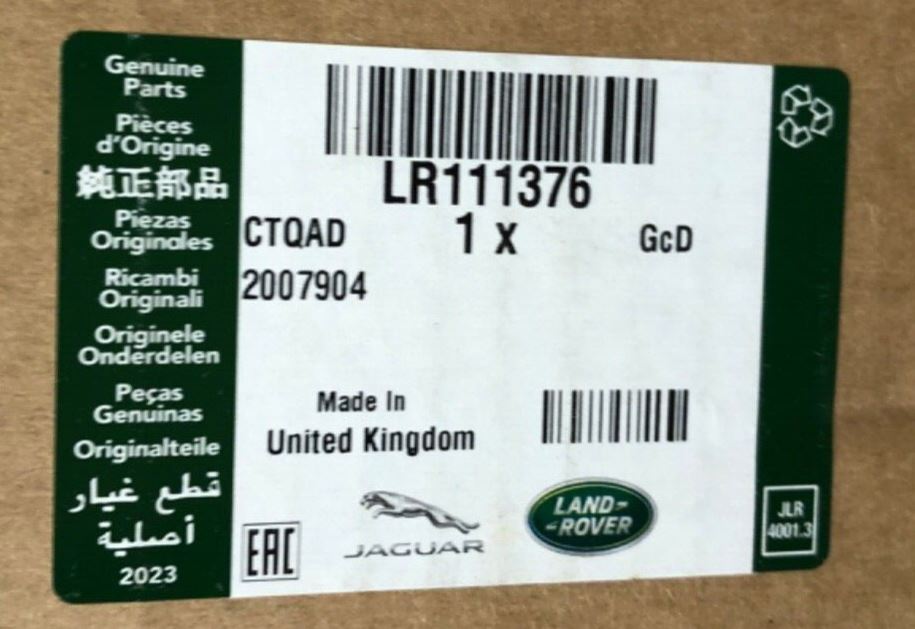 Genuine
Parts
Pièces
d'Origine
純正部品
Piezas
Originales
Ricambi
Originali
Originele
Onderdelen
Peças
Genuinas
Originalteile
قطع غيار
أصلية
2023
LR111376
CTQAD 1 x GcD
2007904
Made In
United Kingdom
EAC
JAGUAR
LAND-
-ROVER
JLR
4001.3